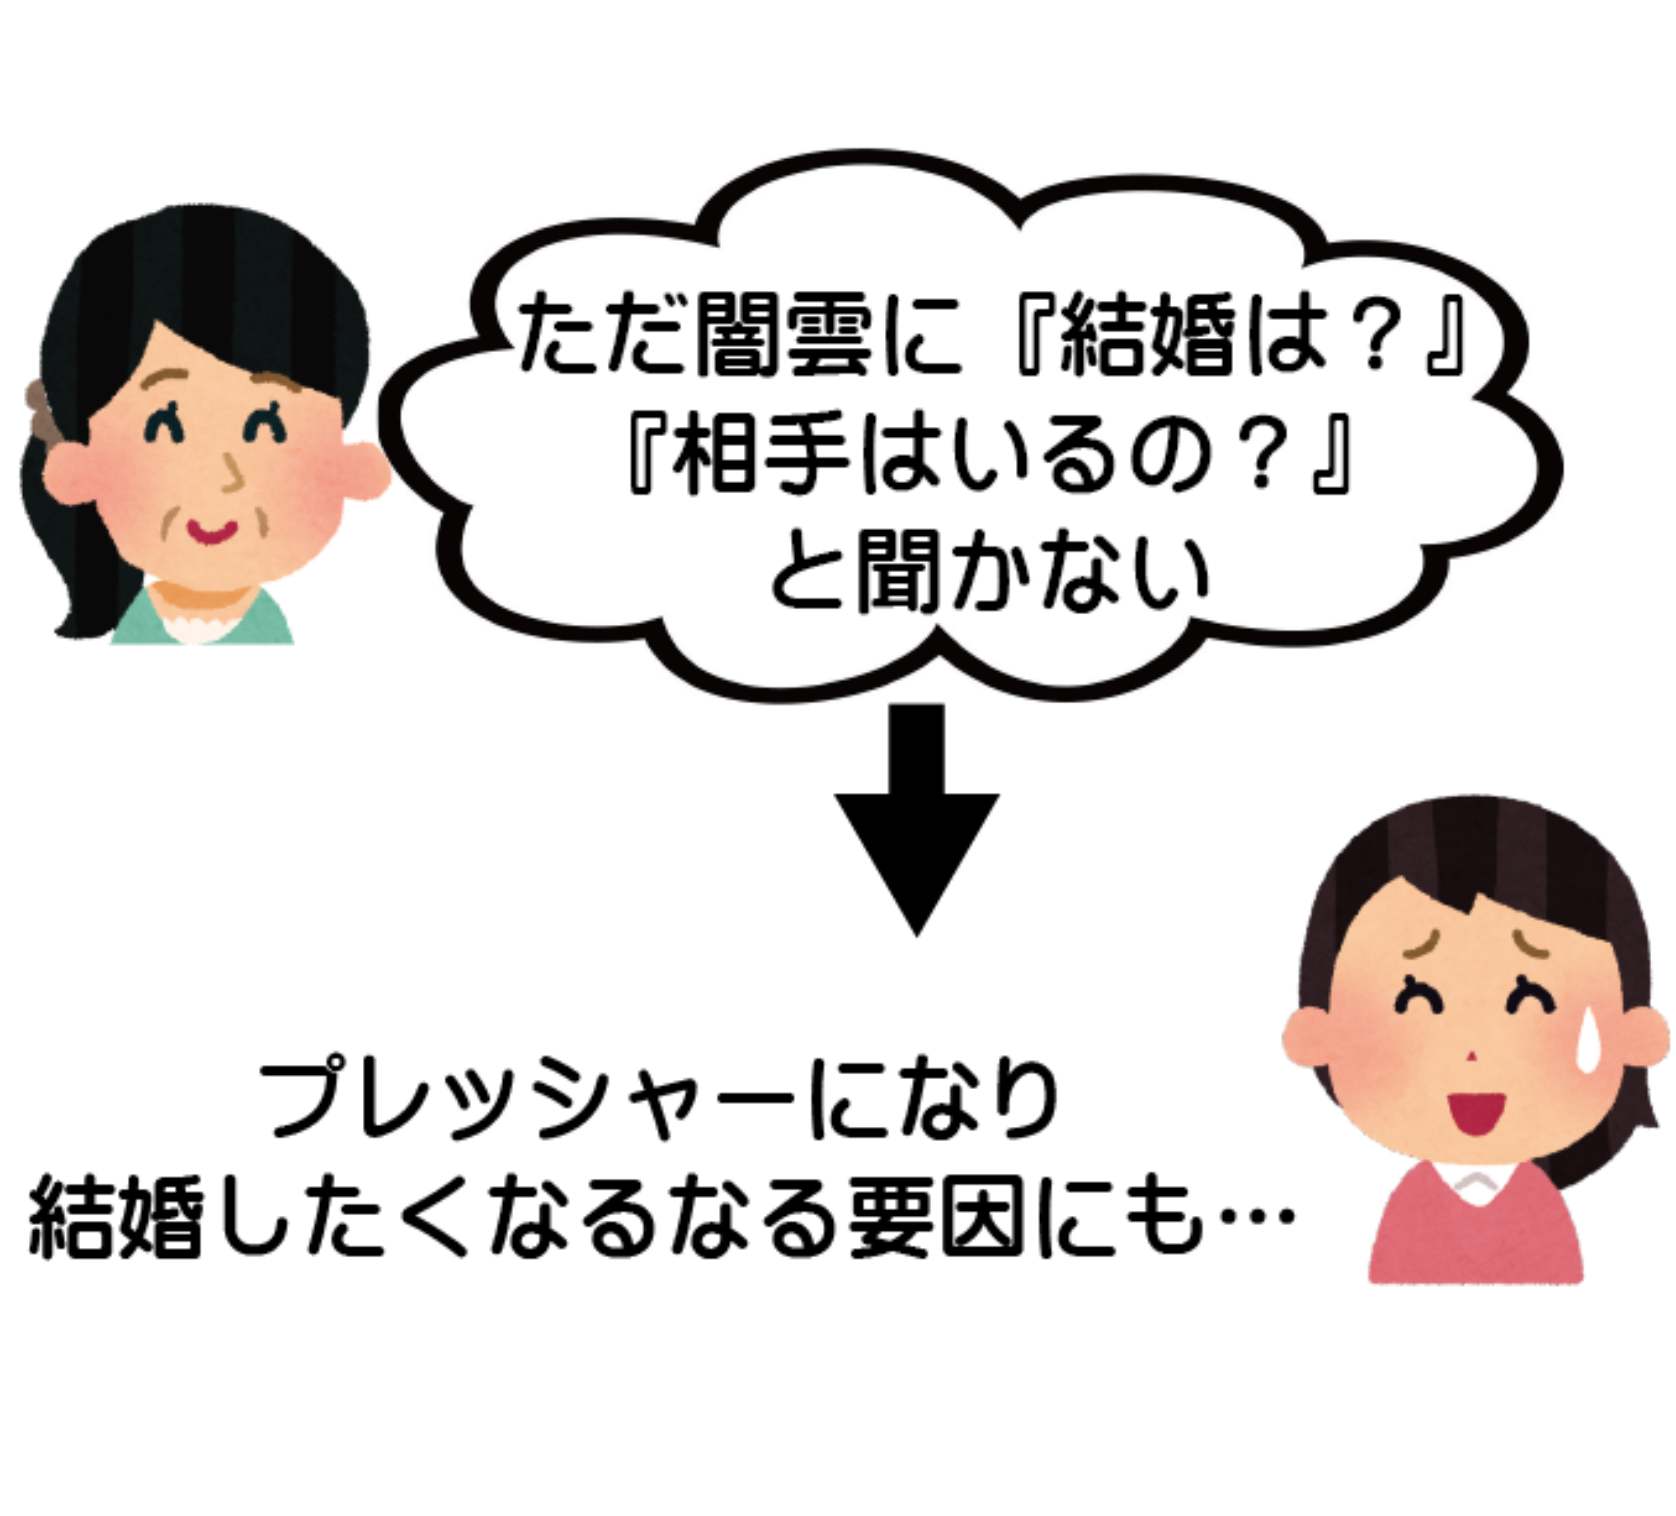 ただ闇雲に『結婚は？』
『相手はいるの？』
と聞かない
プレッシャーになり
結婚したくなるなる要因にも…